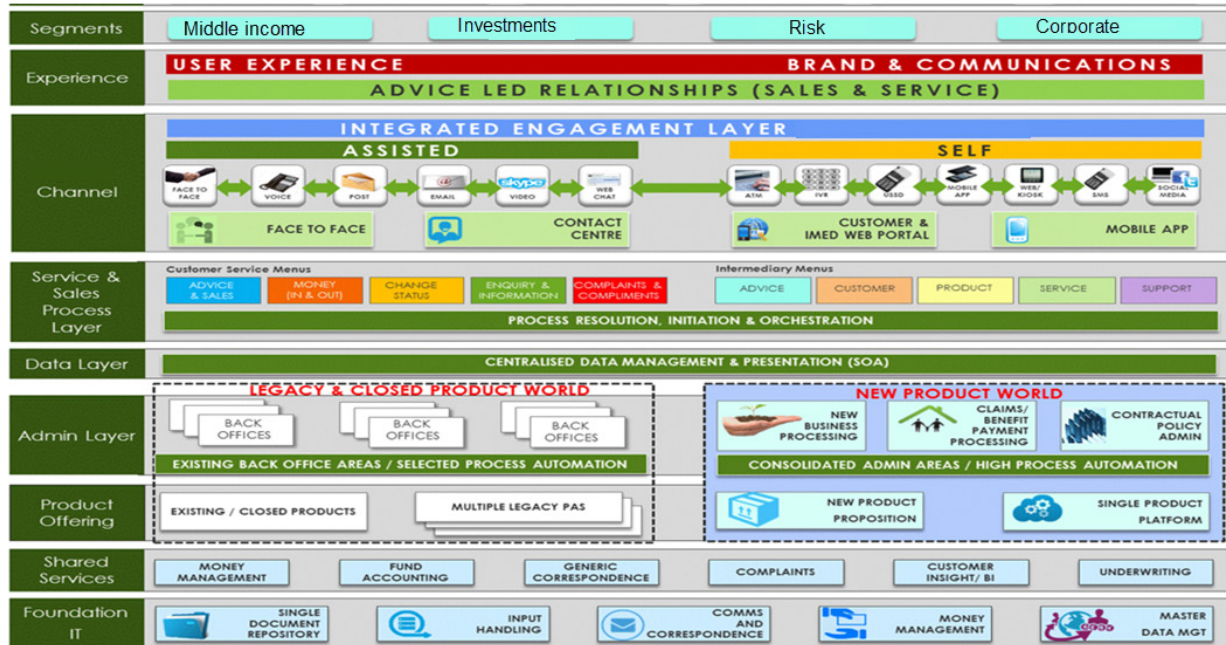 Segments
Middle income
Investments
Risk
Corporate
Experience
USER EXPERIENCE
BRAND & COMMUNICATIONS
ADVICE LED RELATIONSHIPS (SALES & SERVICE)
Channel
INTEGRATED ENGAGEMENT LAYER
ASSISTED
SELF
FACE TO
FACE
VOICE
POST
@
EMAIL
skype
VIDEO
WEB
CHAT
ATM
IVR
USSD
MOBILE
APP
WEB/
KIOSK
SMS
SOCIAL
MEDIA
FACE TO FACE
CONTACT
CENTRE
CUSTOMER &
IMED WEB PORTAL
MOBILE APP
Service &
Sales
Process
Layer
Customer Service Menus
ADVICE
& SALES
MONEY
(IN & OUT)
CHANGE
STATUS
ENQUIRY &
INFORMATION
COMPLAINTS &
COMPLIMENTS
Intermediary Menus
ADVICE
CUSTOMER
PRODUCT
SERVICE
SUPPORT
PROCESS RESOLUTION, INITIATION & ORCHESTRATION
Data Layer
CENTRALISED DATA MANAGEMENT & PRESENTATION (SOA)
LEGACY & CLOSED PRODUCT WORLD
NEW PRODUCT WORLD
Admin Layer
BACK
OFFICES
BACK
OFFICES
BACK
OFFICES
NEW
BUSINESS
PROCESSING
CLAIMS/
BENEFIT
PAYMENT
PROCESSING
CONTRACTUAL
POLICY
ADMIN
EXISTING BACK OFFICE AREAS / SELECTED PROCESS AUTOMATION
CONSOLIDATED ADMIN AREAS / HIGH PROCESS AUTOMATION
Product
Offering
EXISTING / CLOSED PRODUCTS
MULTIPLE LEGACY PAS
NEW PRODUCT
PROPOSITION
SINGLE PRODUCT
PLATFORM
Shared
Services
MONEY
MANAGEMENT
FUND
ACCOUNTING
GENERIC
CORRESPONDENCE
COMPLAINTS
CUSTOMER
INSIGHT/ BI
UNDERWRITING
Foundation
IT
SINGLE
DOCUMENT
REPOSITORY
INPUT
HANDLING
COMMS
AND
CORRESPONDENCE
MONEY
MANAGEMENT
MASTER
DATA MGT